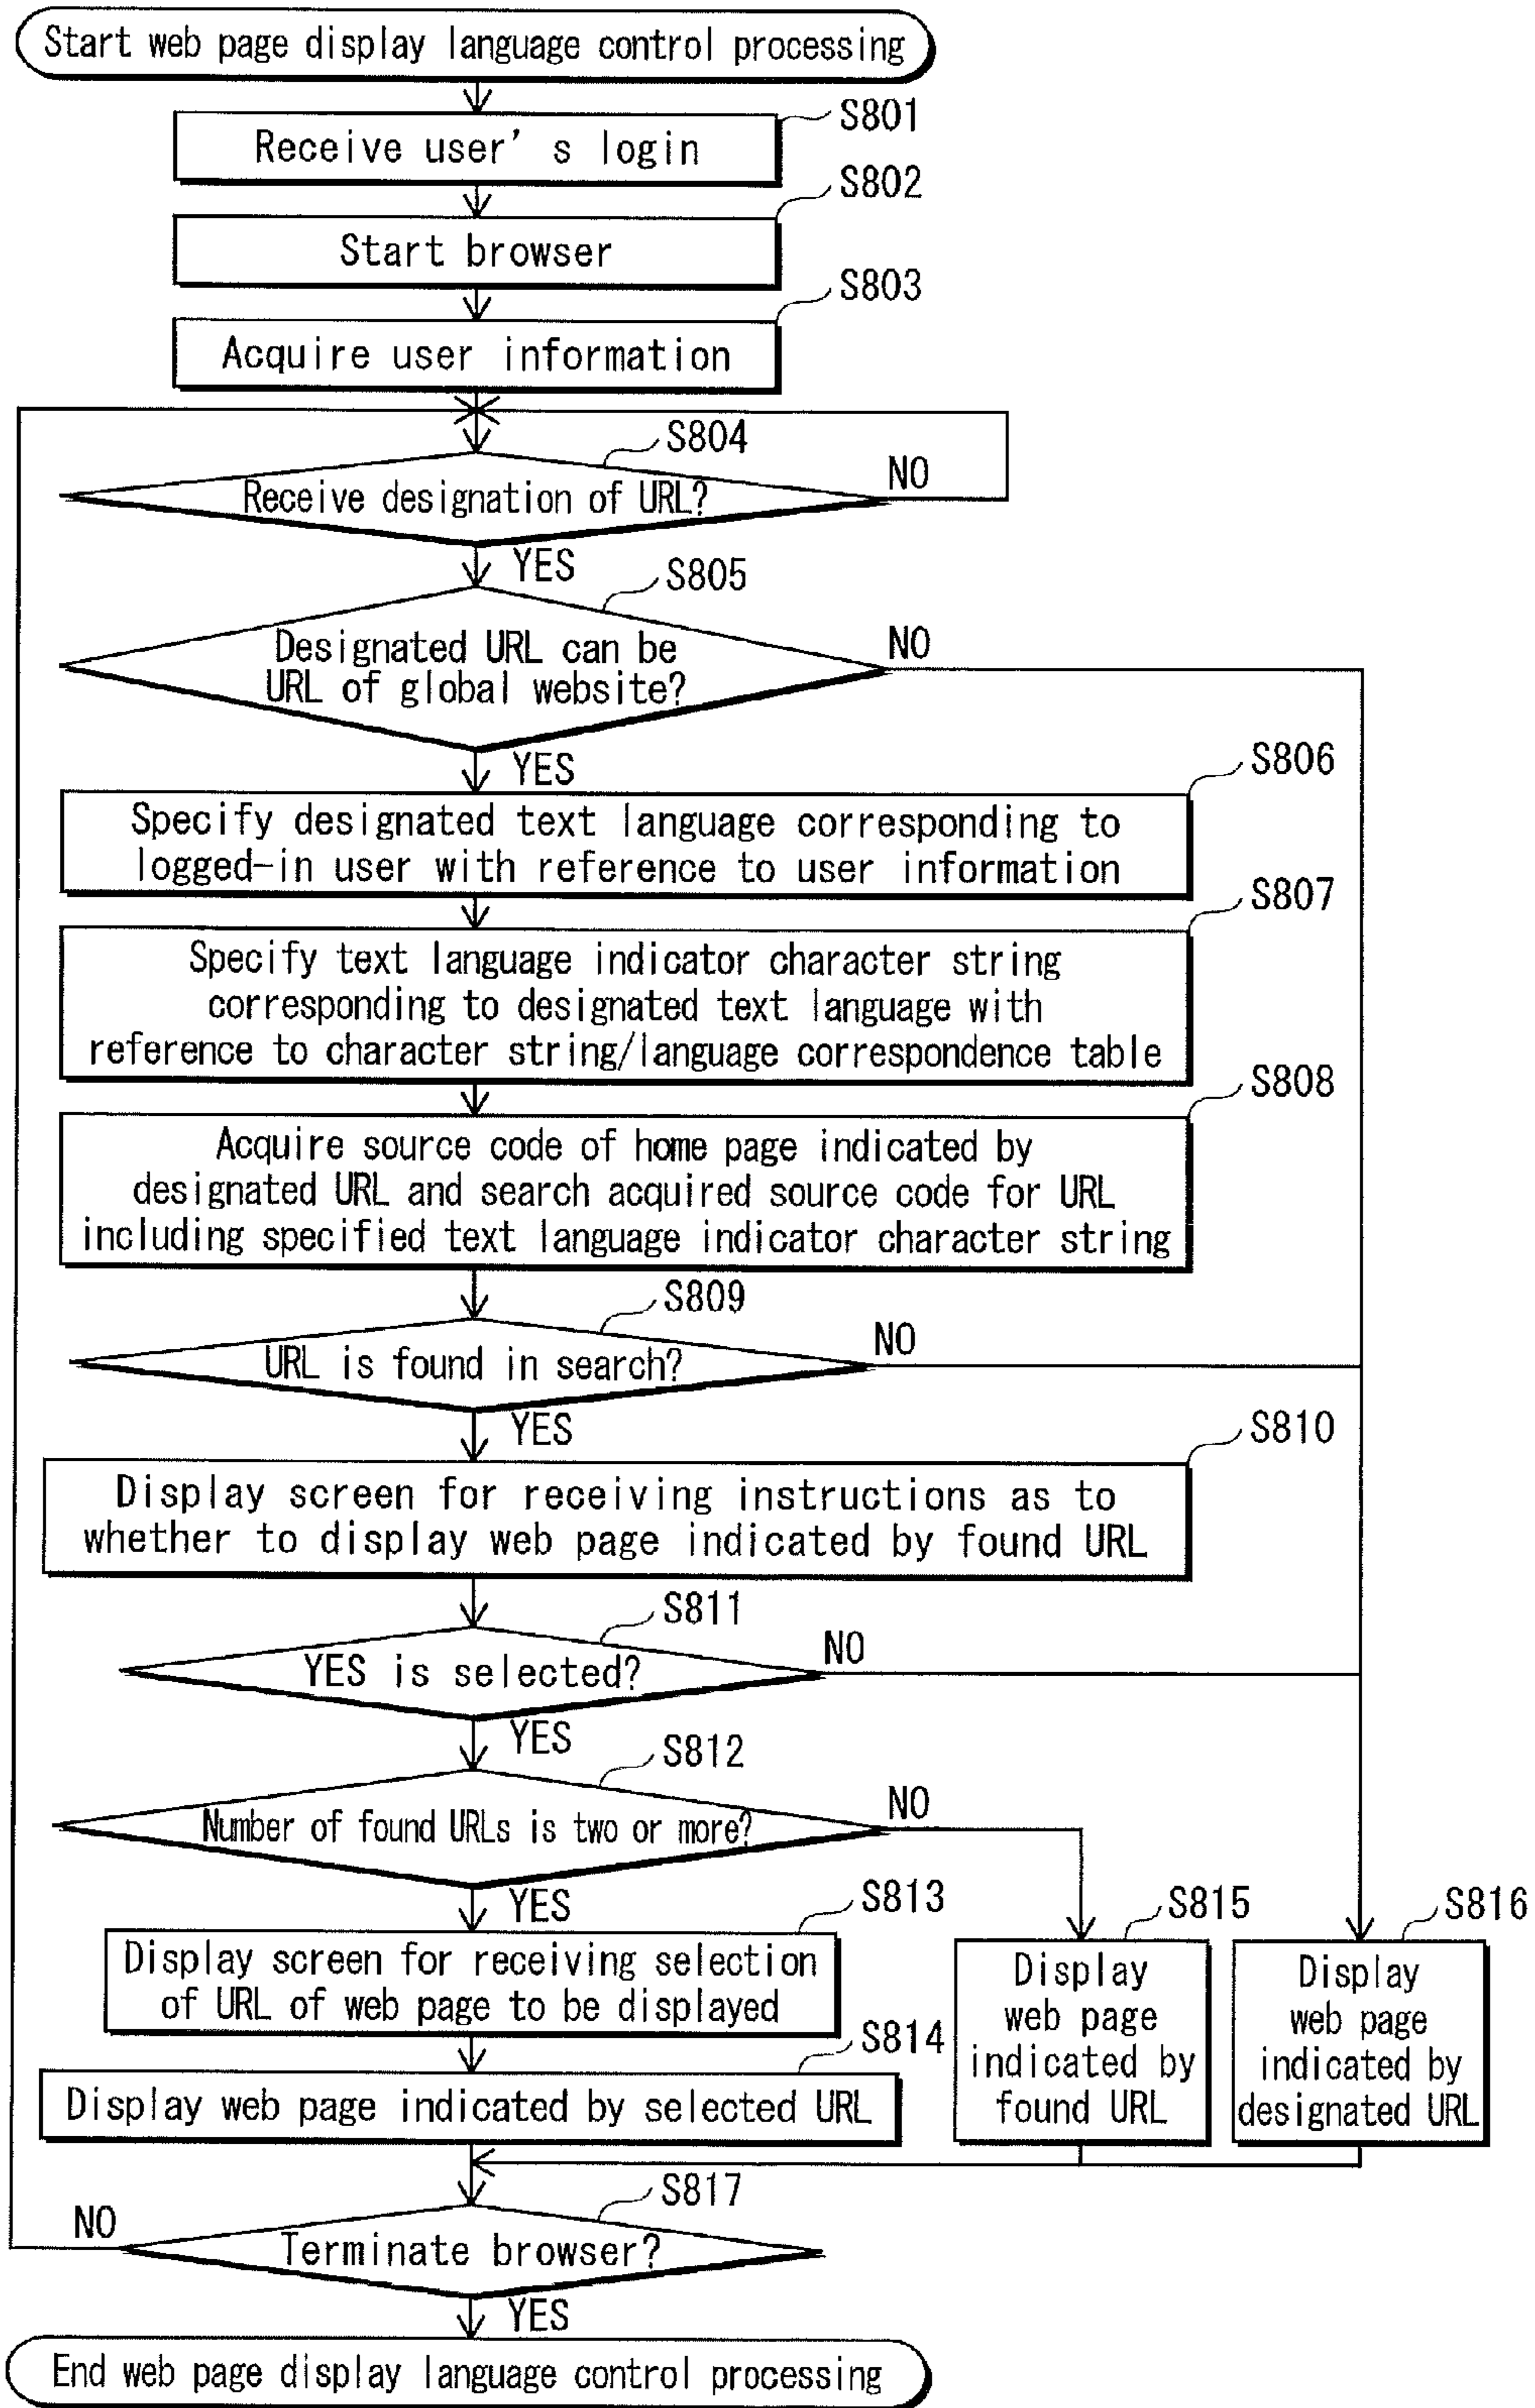 Start web page display language control processing
S801
Receive user's login
S802
Start browser
S803
Acquire user information
S804
Receive designation of URL?
NO
YES
S805
Designated URL can be
URL of global website?
NO
YES
S806
Specify designated text language corresponding to
logged-in user with reference to user information
S807
Specify text language indicator character string
corresponding to designated text language with
reference to character string/language correspondence table
S808
Acquire source code of home page indicated by
designated URL and search acquired source code for URL
including specified text language indicator character string
S809
URL is found in search?
NO
YES
S810
Display screen for receiving instructions as to
whether to display web page indicated by found URL
S811
YES is selected?
NO
YES
S812
Number of found URLs is two or more?
NO
YES
S813
Display screen for receiving selection
of URL of web page to be displayed
S814
Display web page indicated by selected URL
S815
Display
web page
indicated by
found URL
S816
Display
web page
indicated by
designated URL
S817
NO
Terminate browser?
YES
End web page display language control processing